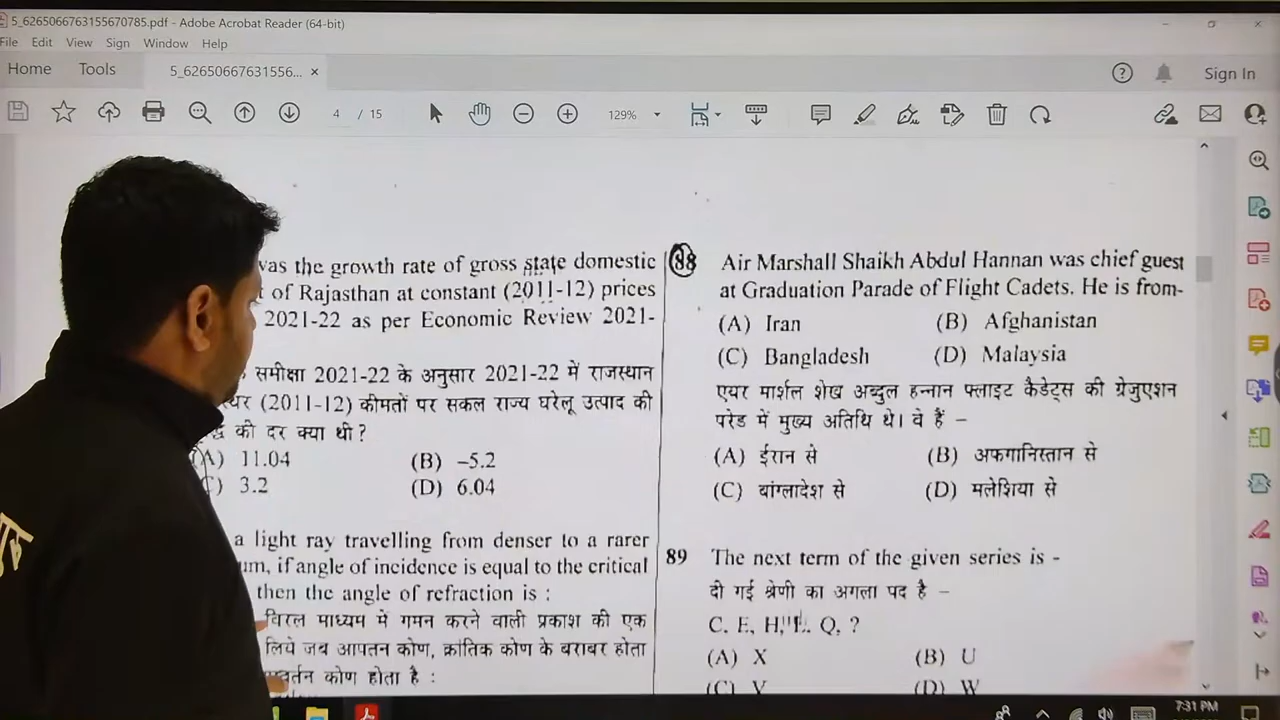 5_6265066763155670785.pdf - Adobe Acrobat Reader (64-bit)
File Edit View Sign Window Help
Home Tools 5_62650667631556... × Sign In
4 / 15 129%
was the growth rate of gross state domestic
of Rajasthan at constant (2011-12) prices
2021-22 as per Economic Review 2021-
समीक्षा 2021-22 के अनुसार 2021-22 में राजस्थान
(2011-12) कीमतों पर सकल राज्य घरेलू उत्पाद की
की दर क्या थी ?
(A) 11.04 (B) –5.2
3.2 (D) 6.04
a light ray travelling from denser to a rarer
if angle of incidence is equal to the critical
then the angle of refraction is :
विरल माध्यम में गमन करने वाली प्रकाश की एक
लिये जब आपतन कोण, क्रांतिक कोण के बराबर होता
कोण होता है :
88 Air Marshall Shaikh Abdul Hannan was chief guest
at Graduation Parade of Flight Cadets. He is from-
(A) Iran (B) Afghanistan
(C) Bangladesh (D) Malaysia
एयर मार्शल शेख अब्दुल हन्नान फ्लाइट कैडेट्स की ग्रेजुएशन
परेड में मुख्य अतिथि थे। वे हैं –
(A) ईरान से (B) अफगानिस्तान से
(C) बांग्लादेश से (D) मलेशिया से
89 The next term of the given series is -
दी गई श्रेणी का अगला पद है –
C, E, H, L, Q, ?
(A) X (B) U
(C) V (D) W
7:31 PM